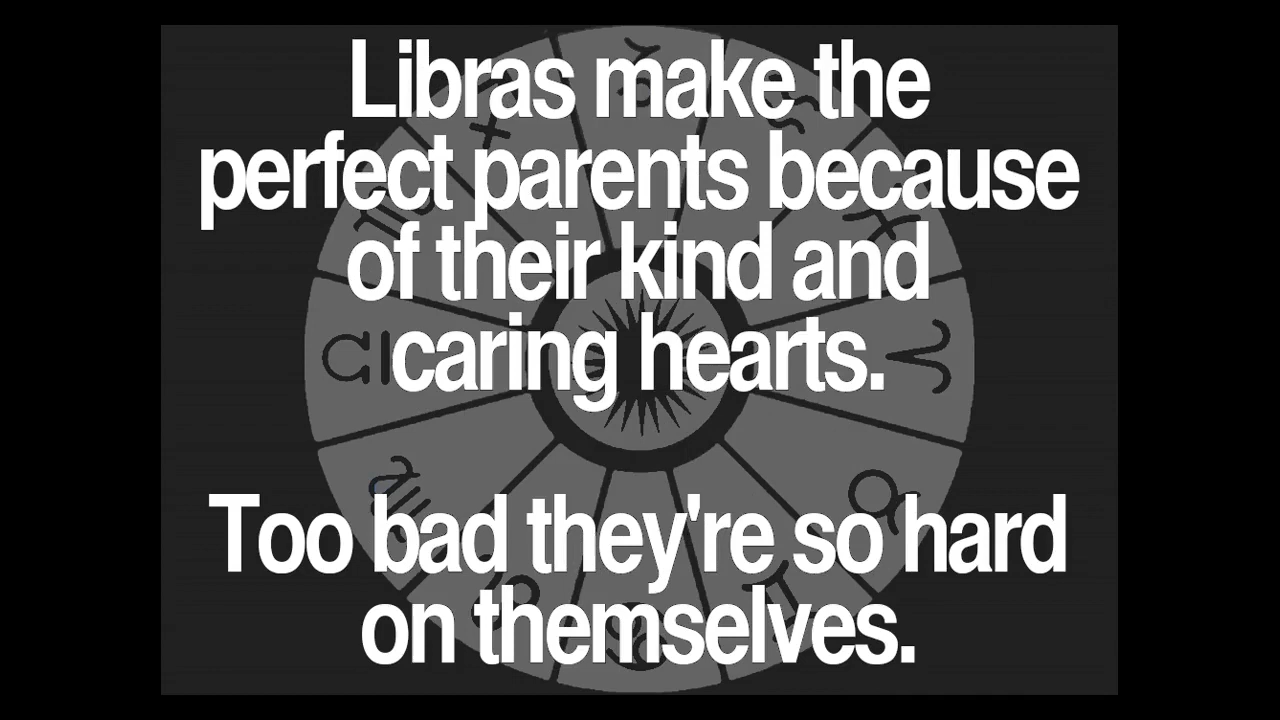 Libras make the
perfect parents because
of their kind and
caring hearts.
Too bad they're so hard
on themselves.